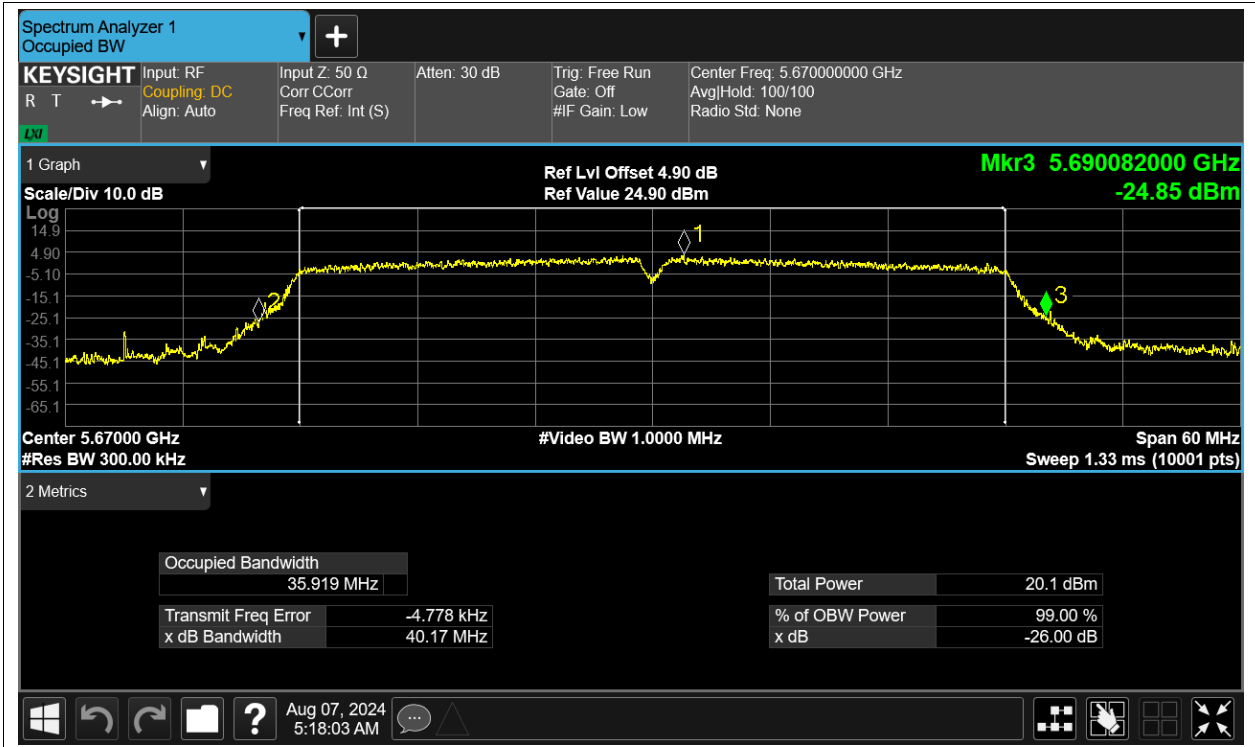 Spectrum Analyzer 1
Occupied BW
KEYSIGHT
R T
LXI
Input: RF
Coupling: DC
Align: Auto
Input Z: 50 Ω
Corr CCorr
Freq Ref: Int (S)
Atten: 30 dB
Trig: Free Run
Gate: Off
#IF Gain: Low
Center Freq: 5.670000000 GHz
Avg|Hold: 100/100
Radio Std: None
1 Graph
Scale/Div 10.0 dB
Ref Lvl Offset 4.90 dB
Ref Value 24.90 dBm
Mkr3 5.690082000 GHz
-24.85 dBm
Log
14.9
4.90
-5.10
-15.1
-25.1
-35.1
-45.1
-55.1
-65.1
1
2
3
Center 5.67000 GHz
#Video BW 1.0000 MHz
Span 60 MHz
#Res BW 300.00 kHz
Sweep 1.33 ms (10001 pts)
2 Metrics
Occupied Bandwidth
35.919 MHz
Transmit Freq Error -4.778 kHz
x dB Bandwidth 40.17 MHz
Total Power 20.1 dBm
% of OBW Power 99.00 %
x dB -26.00 dB
?
Aug 07, 2024
5:18:03 AM